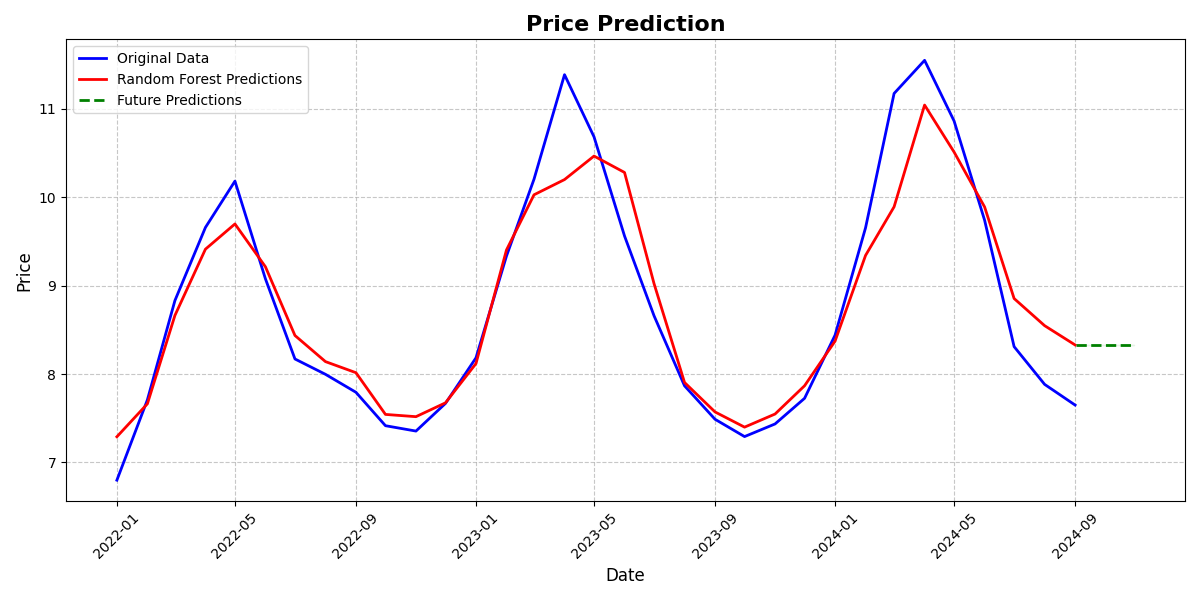 Price Prediction
Original Data
Random Forest Predictions
Future Predictions
Price
11
10
9
8
7
2022-01
2022-05
2022-09
2023-01
2023-05
2023-09
2024-01
2024-05
2024-09
Date